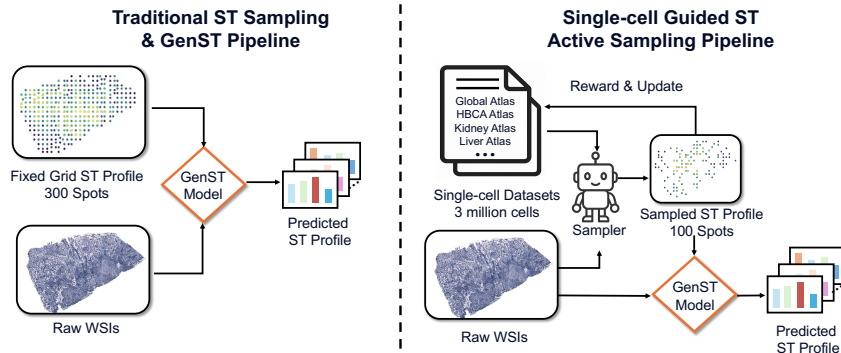 Traditional ST Sampling
& GenST Pipeline
Fixed Grid ST Profile
300 Spots
GenST
Model
Predicted
ST Profile
Raw WSIs
Single-cell Guided ST
Active Sampling Pipeline
Reward & Update
Global Atlas
HBCA Atlas
Kidney Atlas
Liver Atlas
•••
Single-cell Datasets
3 million cells
Sampler
Sampled ST Profile
100 Spots
Raw WSIs
GenST
Model
Predicted
ST Profile